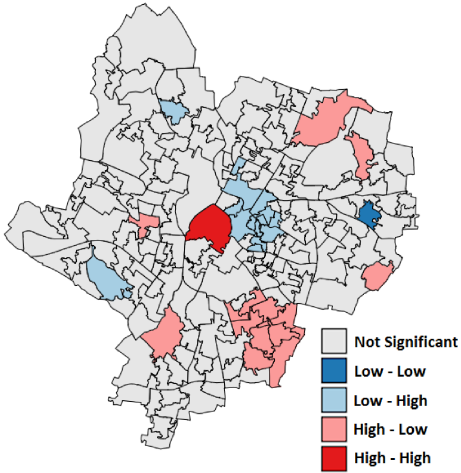 Not Significant
Low - Low
Low - High
High - Low
High - High